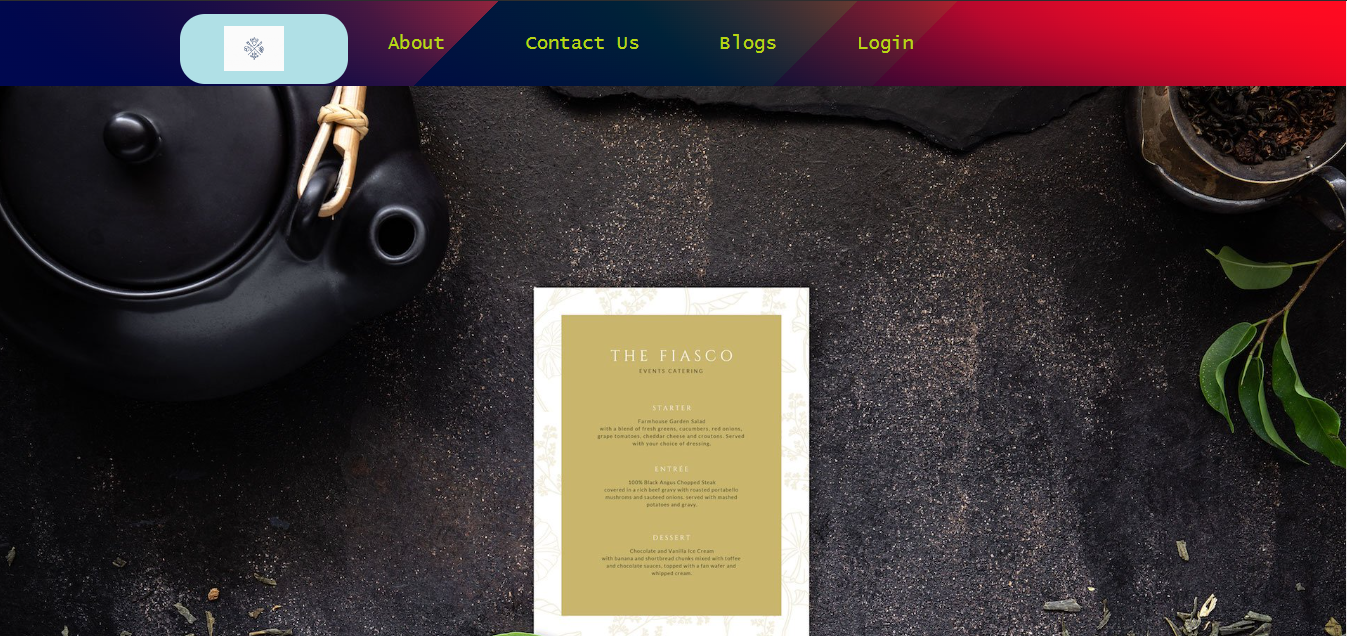 About
Contact Us
Blogs
Login
THE FIASCO
EVENTS CATERING
STARTER
Farmhouse Garden Salad
with a blend of fresh greens, cucumbers, red onions,
grape tomatoes, cheddar cheese and croutons. Served
with your choice of dressing.
ENTRÉE
100% Black Angus Chopped Steak
covered in a rich beef gravy with roasted portabello
mushrooms and sauteed onions, served with mashed
potatoes and gravy.
DESSERT
Chocolate and Vanilla Ice Cream
with banana and shortbread chunks mixed with toffee
and chocolate sauces, topped with a fan wafer and
whipped cream.